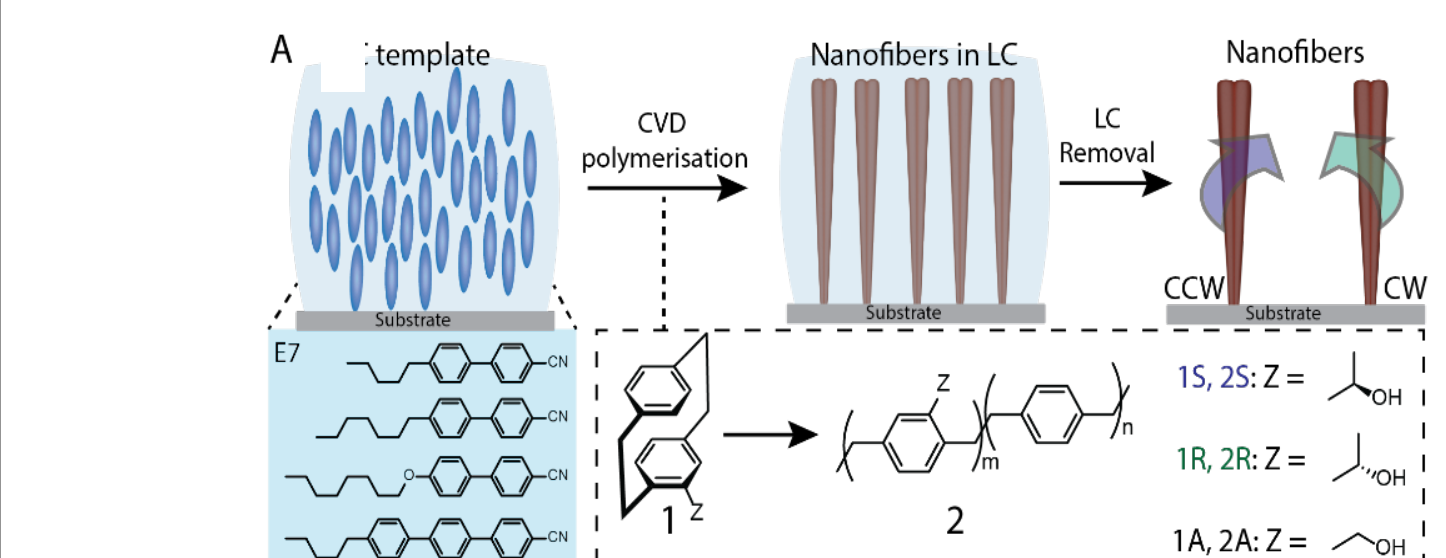 A
template
Nanofibers in LC
Nanofibers
CVD
polymerisation
LC
Removal
CCW
CW
Substrate
Substrate
Substrate
E7
CN
CN
O
CN
CN
Z
1
Z
m
n
2
1S, 2S: Z =
OH
1R, 2R: Z =
OH
1A, 2A: Z =
OH